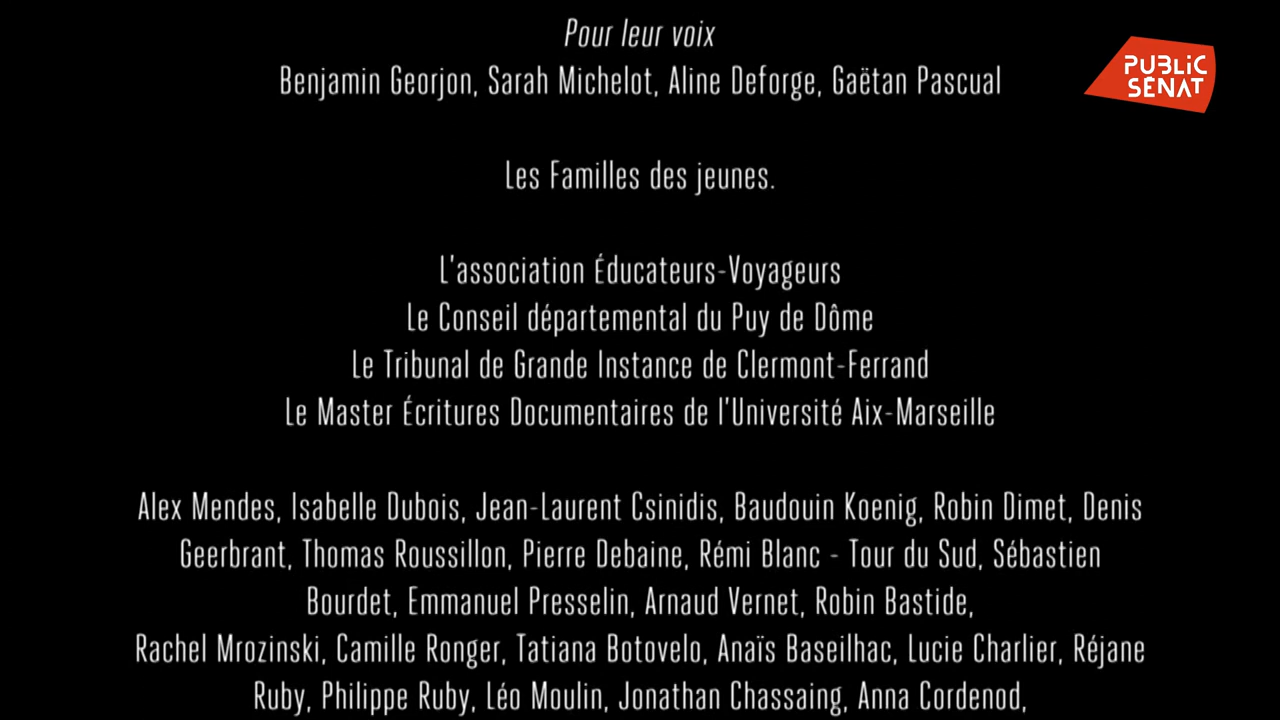 Pour leur voix
Benjamin Georjon, Sarah Michelot, Aline Deforge, Gaëtan Pascual
PUBLIC
SÉNAT
Les Familles des jeunes.
L'association Éducateurs-Voyageurs
Le Conseil départemental du Puy de Dôme
Le Tribunal de Grande Instance de Clermont-Ferrand
Le Master Écritures Documentaires de l'Université Aix-Marseille
Alex Mendes, Isabelle Dubois, Jean-Laurent Csinidis, Baudouin Koenig, Robin Dimet, Denis
Geerbrant, Thomas Roussillon, Pierre Debaine, Rémi Blanc - Tour du Sud, Sébastien
Bourdet, Emmanuel Presselin, Arnaud Vernet, Robin Bastide,
Rachel Mrozinski, Camille Ronger, Tatiana Botovelo, Anaïs Baseilhac, Lucie Charlier, Réjane
Ruby, Philippe Ruby, Léo Moulin, Jonathan Chassaing, Anna Cordenod,